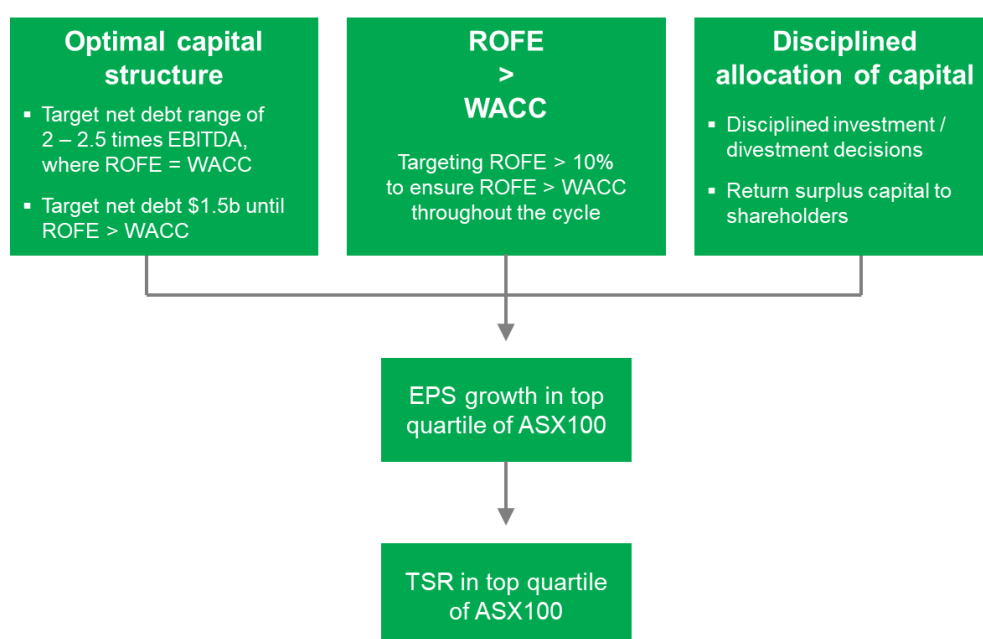 Optimal capital
structure
▪ Target net debt range of
2 – 2.5 times EBITDA,
where ROFE = WACC
▪ Target net debt $1.5b until
ROFE > WACC
ROFE
>
WACC
Targeting ROFE > 10%
to ensure ROFE > WACC
throughout the cycle
Disciplined
allocation of capital
▪ Disciplined investment /
divestment decisions
▪ Return surplus capital to
shareholders
EPS growth in top
quartile of ASX100
TSR in top quartile
of ASX100